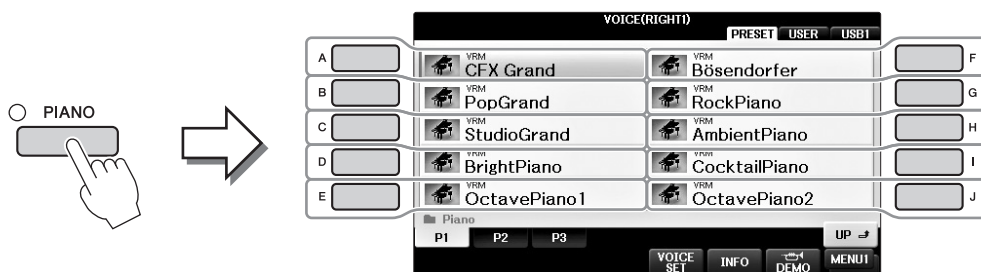 VOICE(RIGHT1)
PRESET USER USB1
PIANO
A VRM CFX Grand VRM Bösendorfer F
B VRM PopGrand VRM RockPiano G
C VRM StudioGrand VRM AmbientPiano H
D VRM BrightPiano VRM CocktailPiano I
E VRM OctavePiano1 VRM OctavePiano2 J
Piano
P1 P2 P3 UP
VOICE SET INFO DEMO MENU1